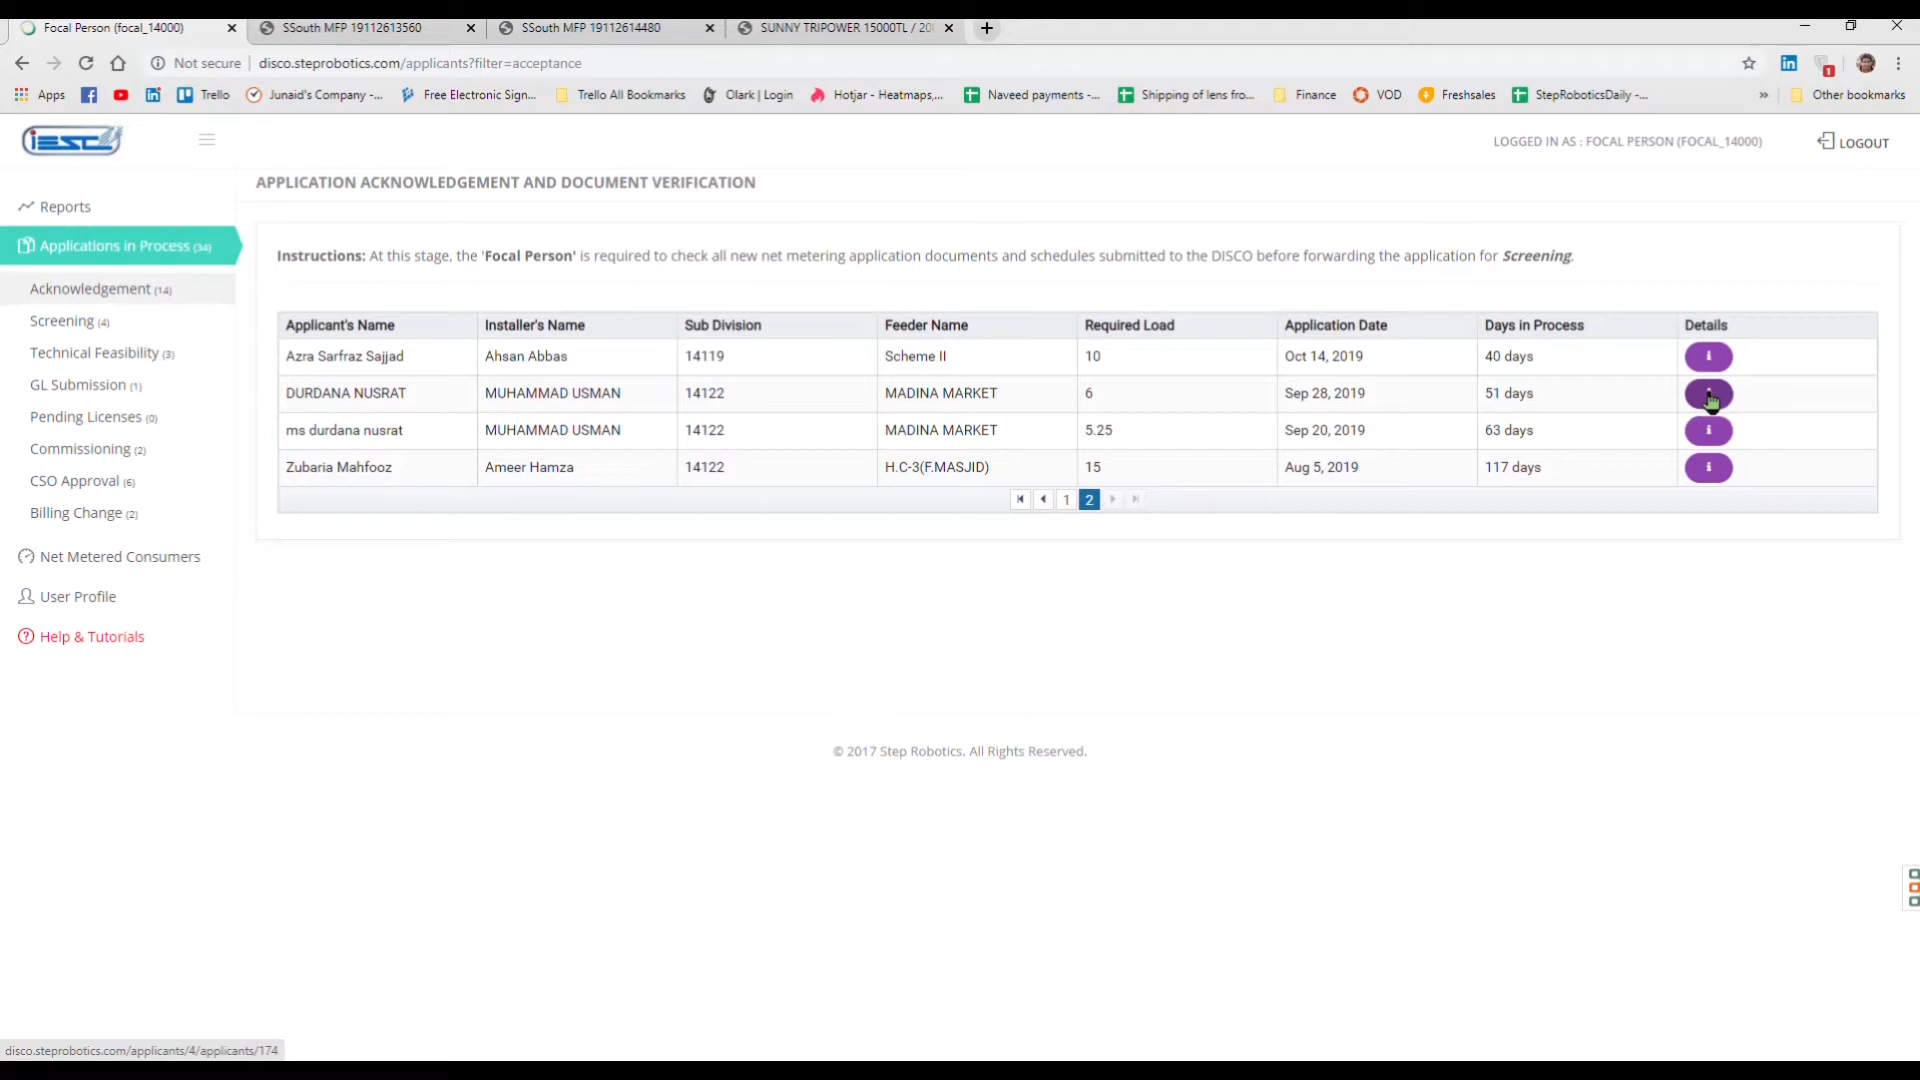 Focal Person (focal_14000)
SSouth MFP 19112613560
SSouth MFP 19112614480
SUNNY TRIPOWER 15000TL / 20
Not secure
disco.steprobotics.com/applicants?filter=acceptance
1
Apps
Trello
Junaid's Company -...
Free Electronic Sign...
Trello All Bookmarks
Olark | Login
Hotjar - Heatmaps,...
Naveed payments -...
Shipping of lens fro...
Finance
VOD
Freshsales
StepRoboticsDaily -...
»
Other bookmarks
iESCO
LOGGED IN AS : FOCAL PERSON (FOCAL_14000)
LOGOUT
APPLICATION ACKNOWLEDGEMENT AND DOCUMENT VERIFICATION
Reports
Applications in Process (34)
Acknowledgement (14)
Screening (4)
Technical Feasibility (3)
GL Submission (1)
Pending Licenses (0)
Commissioning (2)
CSO Approval (6)
Billing Change (2)
Net Metered Consumers
User Profile
Help & Tutorials
Instructions: At this stage, the 'Focal Person' is required to check all new net metering application documents and schedules submitted to the DISCO before forwarding the application for Screening.
Applicant's Name Installer's Name Sub Division Feeder Name Required Load Application Date Days in Process Details
Azra Sarfraz Sajjad Ahsan Abbas 14119 Scheme II 10 Oct 14, 2019 40 days i
DURDANA NUSRAT MUHAMMAD USMAN 14122 MADINA MARKET 6 Sep 28, 2019 51 days
ms durdana nusrat MUHAMMAD USMAN 14122 MADINA MARKET 5.25 Sep 20, 2019 63 days i
Zubaria Mahfooz Ameer Hamza 14122 H.C-3(F.MASJID) 15 Aug 5, 2019 117 days i
1 2
© 2017 Step Robotics. All Rights Reserved.
disco.steprobotics.com/applicants/4/applicants/174